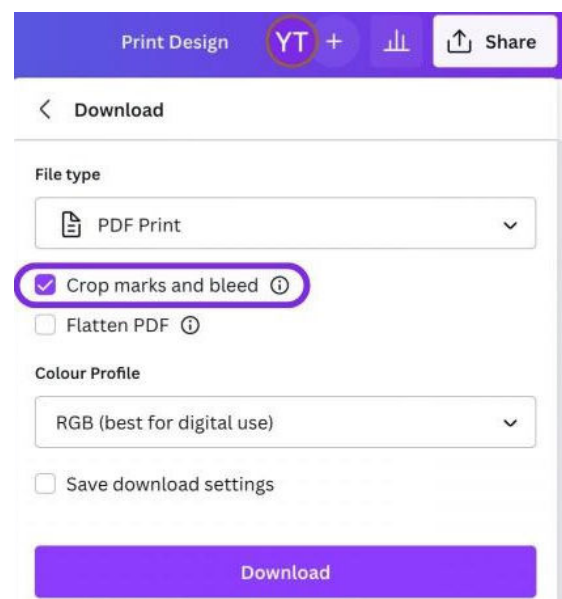 Print Design YT + Share
Download
File type
PDF Print
Crop marks and bleed
Flatten PDF
Colour Profile
RGB (best for digital use)
Save download settings
Download